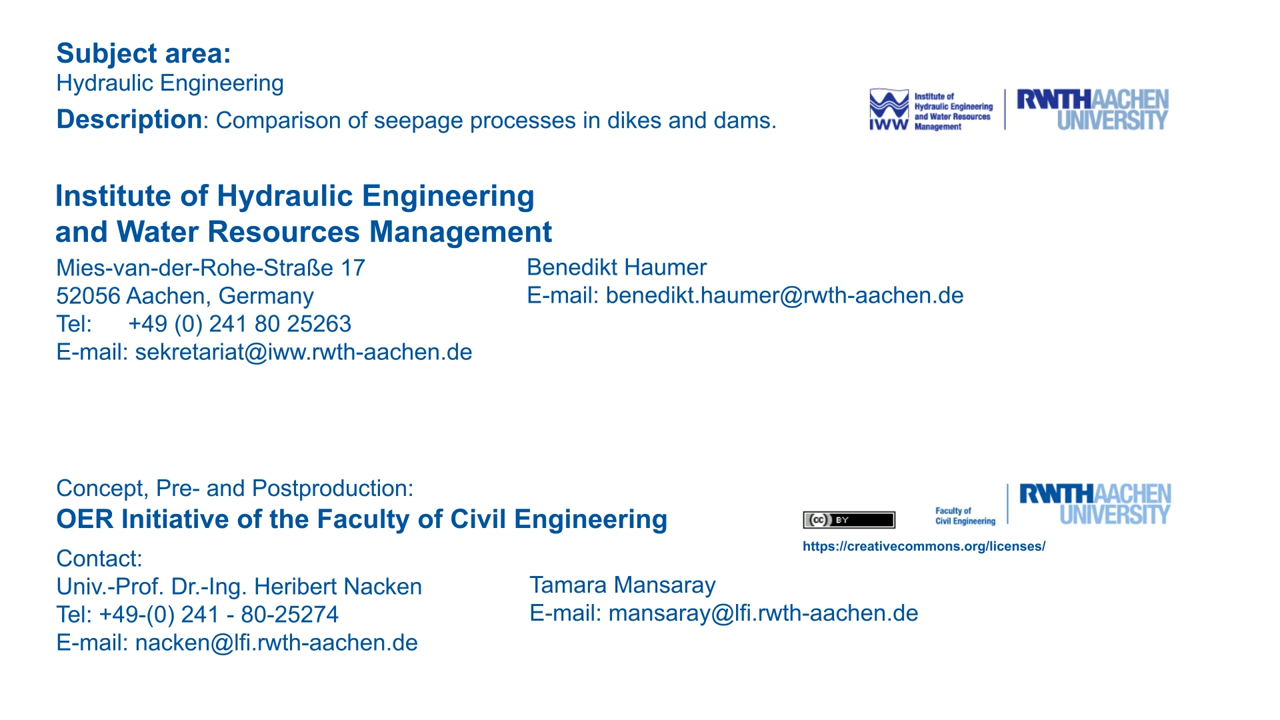 Subject area:
Hydraulic Engineering
Description: Comparison of seepage processes in dikes and dams.
IWW
Institute of
Hydraulic Engineering
and Water Resources
Management
RWTHAACHEN
UNIVERSITY
Institute of Hydraulic Engineering
and Water Resources Management
Mies-van-der-Rohe-Straße 17
52056 Aachen, Germany
Tel: +49 (0) 241 80 25263
E-mail: sekretariat@iww.rwth-aachen.de
Benedikt Haumer
E-mail: benedikt.haumer@rwth-aachen.de
Concept, Pre- and Postproduction:
OER Initiative of the Faculty of Civil Engineering
Contact:
Univ.-Prof. Dr.-Ing. Heribert Nacken
Tel: +49-(0) 241 - 80-25274
E-mail: nacken@lfi.rwth-aachen.de
Tamara Mansaray
E-mail: mansaray@lfi.rwth-aachen.de
cc BY
https://creativecommons.org/licenses/
Faculty of
Civil Engineering
RWTHAACHEN
UNIVERSITY